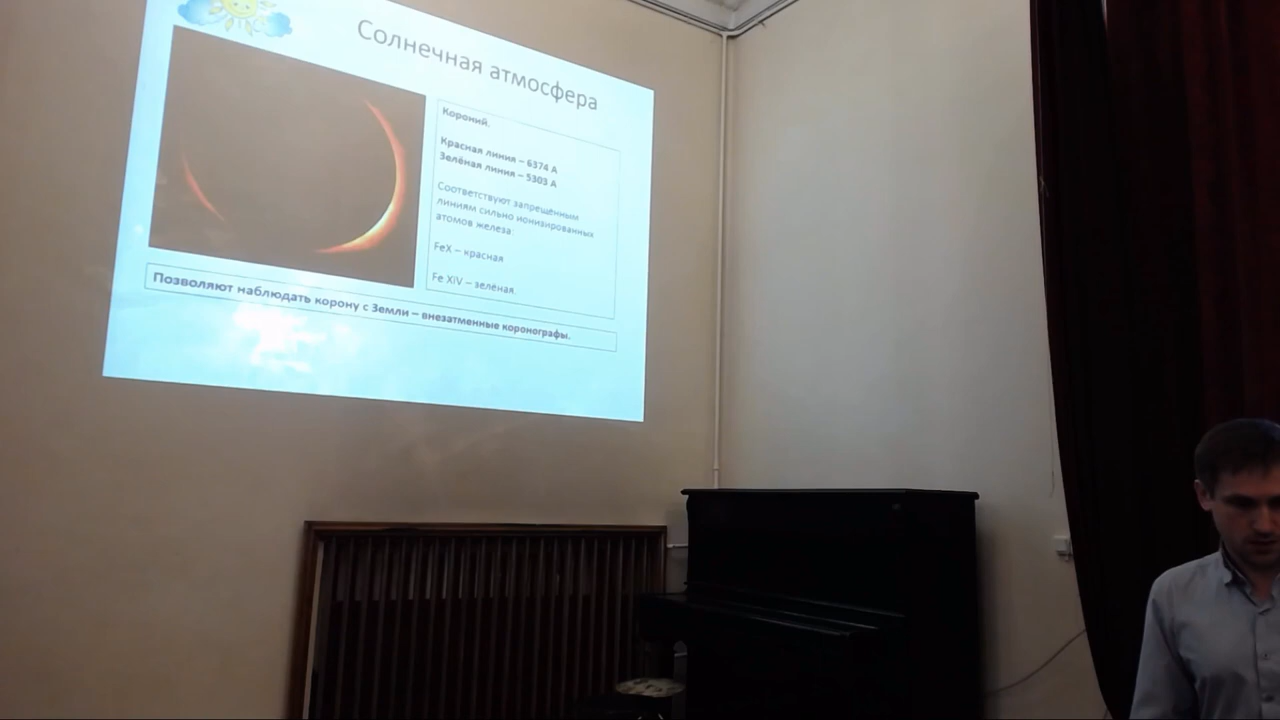 Солнечная атмосфера
Короний.
Красная линия – 6374 А
Зелёная линия – 5303 А
Соответствуют запрещённым
линиям сильно ионизированных
атомов железа:
FeX – красная
Fe XiV – зелёная.
Позволяют наблюдать корону с Земли – внезатменные коронографы.